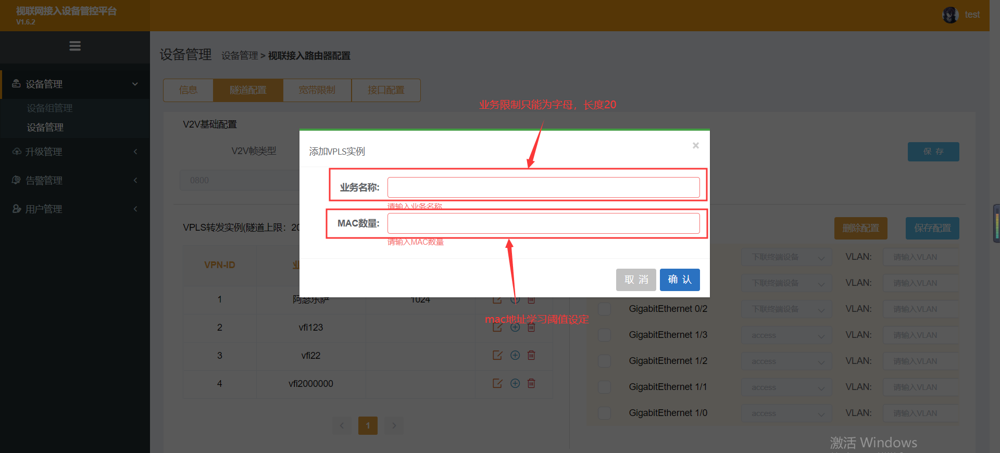 视联网接入设备管控平台
V1.6.2
test
设备管理
设备组管理
设备管理
升级管理
告警管理
用户管理
设备管理 设备管理 > 视联接入路由器配置
信息 隧道配置 宽带限制 接口配置
业务限制只能为字母，长度20
V2V基础配置
V2V帧类型
保 存
0800
添加VPLS实例
×
业务名称:
请输入业务名称
MAC数量:
请输入MAC数量
取 消 确 认
mac地址学习阈值设定
VPLS转发实例(隧道上限：20
删除配置 保存配置
VPN-ID 业
1 阿瑟东萨 1024
2 vfi123
3 vfi22
4 vfi2000000
1
下联终端设备 VLAN: 请输入VLAN
下联终端设备 VLAN: 请输入VLAN
GigabitEthernet 0/2 下联终端设备 VLAN: 请输入VLAN
GigabitEthernet 1/3 access VLAN: 请输入VLAN
GigabitEthernet 1/2 access VLAN: 请输入VLAN
GigabitEthernet 1/1 access VLAN: 请输入VLAN
GigabitEthernet 1/0 access VLAN: 请输入VLAN
激活 Windows